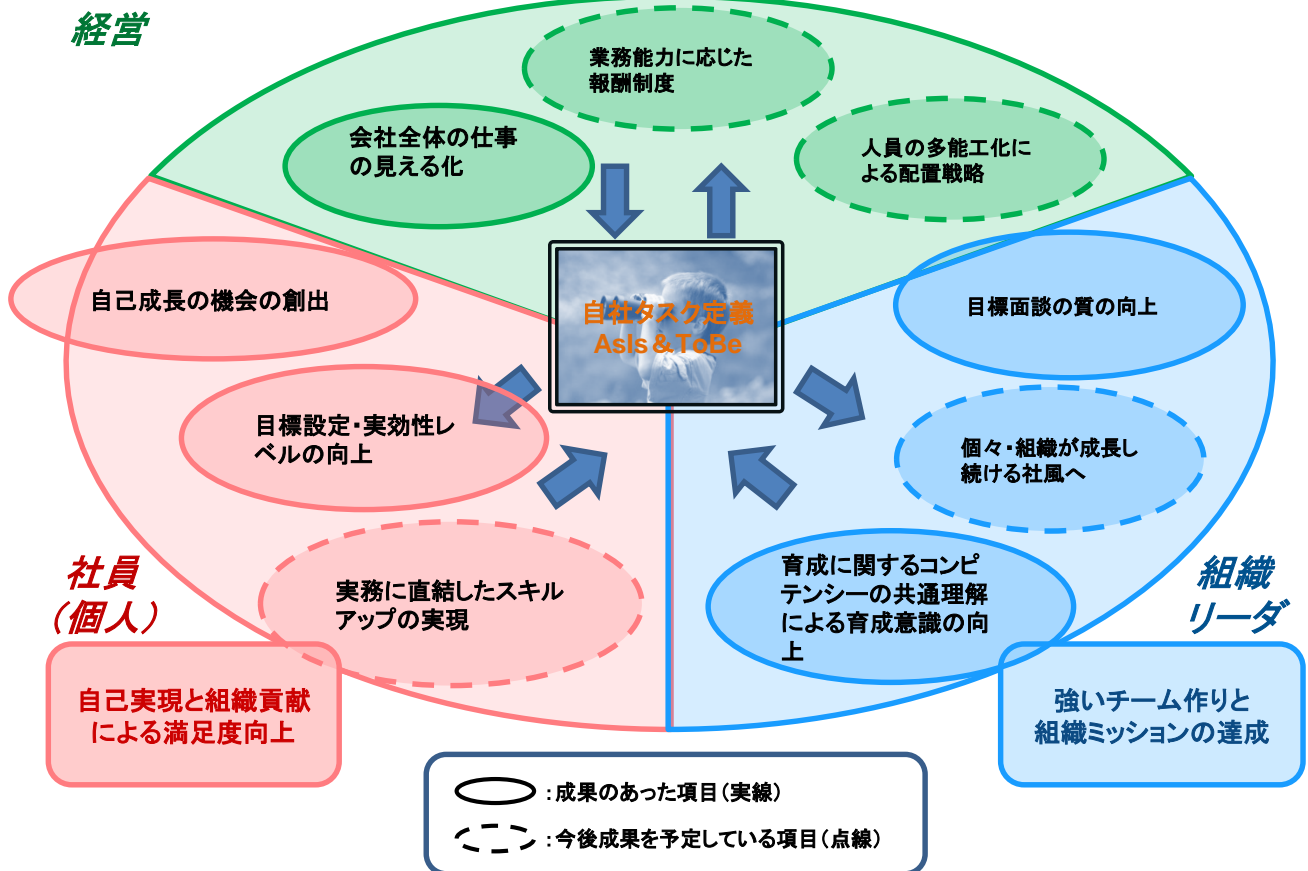 経営
業務能力に応じた
報酬制度
会社全体の仕事
の見える化
人員の多能工化に
よる配置戦略
自己成長の機会の創出
自社タスク定義
AsIs＆ToBe
目標面談の質の向上
目標設定・実効性レ
ベルの向上
個々・組織が成長し
続ける社風へ
実務に直結したスキル
アップの実現
育成に関するコンピ
テンシーの共通理解
による育成意識の向
上
社員
（個人）
組織
リーダ
自己実現と組織貢献
による満足度向上
強いチーム作りと
組織ミッションの達成
：成果のあった項目（実線）
：今後成果を予定している項目（点線）